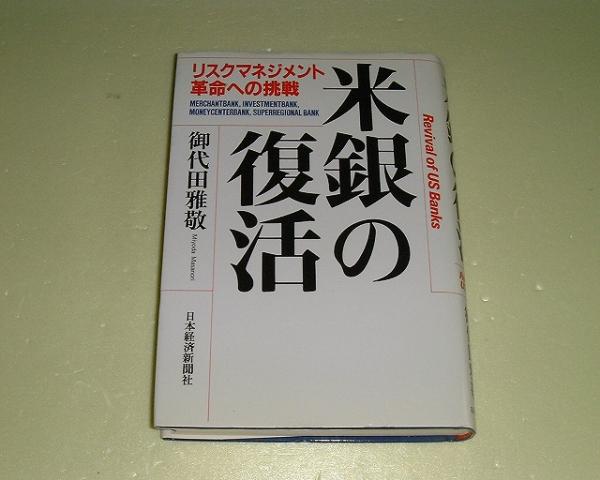 リスクマネジメント
革命への挑戦
MERCHANTBANK, INVESTMENTBANK,
MONEYCENTERBANK, SUPERREGIONAL BANK
米銀の
復活
Revival of US Banks
御代田雅敬
Miyoda Masanori
日本経済新聞社